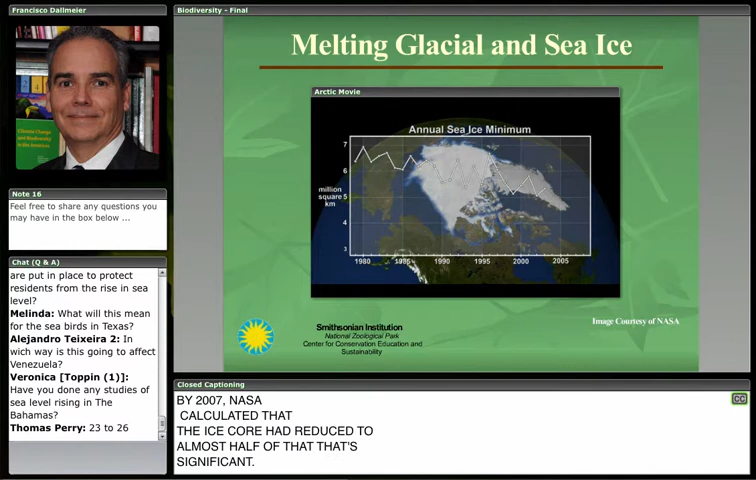 Francisco Dallmeier
Biodiversity - Final
Note 16
Feel free to share any questions you
may have in the box below ...
Chat (Q & A)
are put in place to protect
residents from the rise in sea
level?
Melinda: What will this mean
for the sea birds in Texas?
Alejandro Teixeira 2: In
wich way is this going to affect
Venezuela?
Veronica [Toppin (1)]:
Have you done any studies of
sea level rising in The
Bahamas?
Thomas Perry: 23 to 26
Melting Glacial and Sea Ice
Arctic Movie
Annual Sea Ice Minimum
million
square
km
7
6
5
4
3
1980 1985 1990 1995 2000 2005
Smithsonian Institution
National Zoological Park
Center for Conservation Education and
Sustainability
Image Courtesy of NASA
Closed Captioning
CC
BY 2007, NASA
CALCULATED THAT
THE ICE CORE HAD REDUCED TO
ALMOST HALF OF THAT THAT'S
SIGNIFICANT.